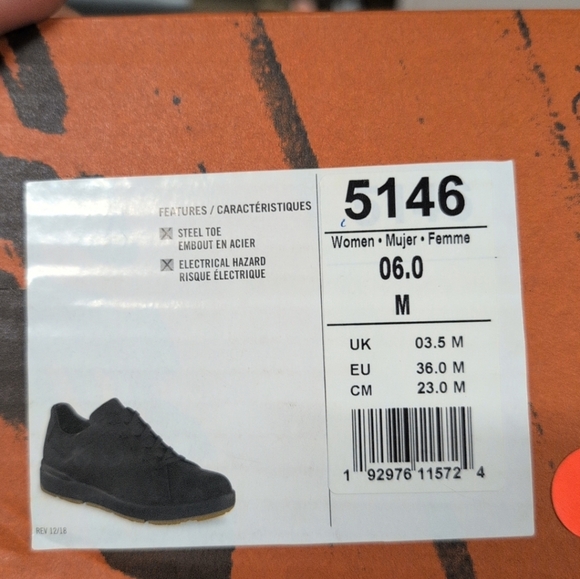 FEATURES / CARACTÉRISTIQUES
STEEL TOE
EMBOUT EN ACIER
ELECTRICAL HAZARD
RISQUE ÉLECTRIQUE
5146
Women • Mujer • Femme
06.0
M
UK 03.5 M
EU 36.0 M
CM 23.0 M
1 92976 11572 4
REV 12/18